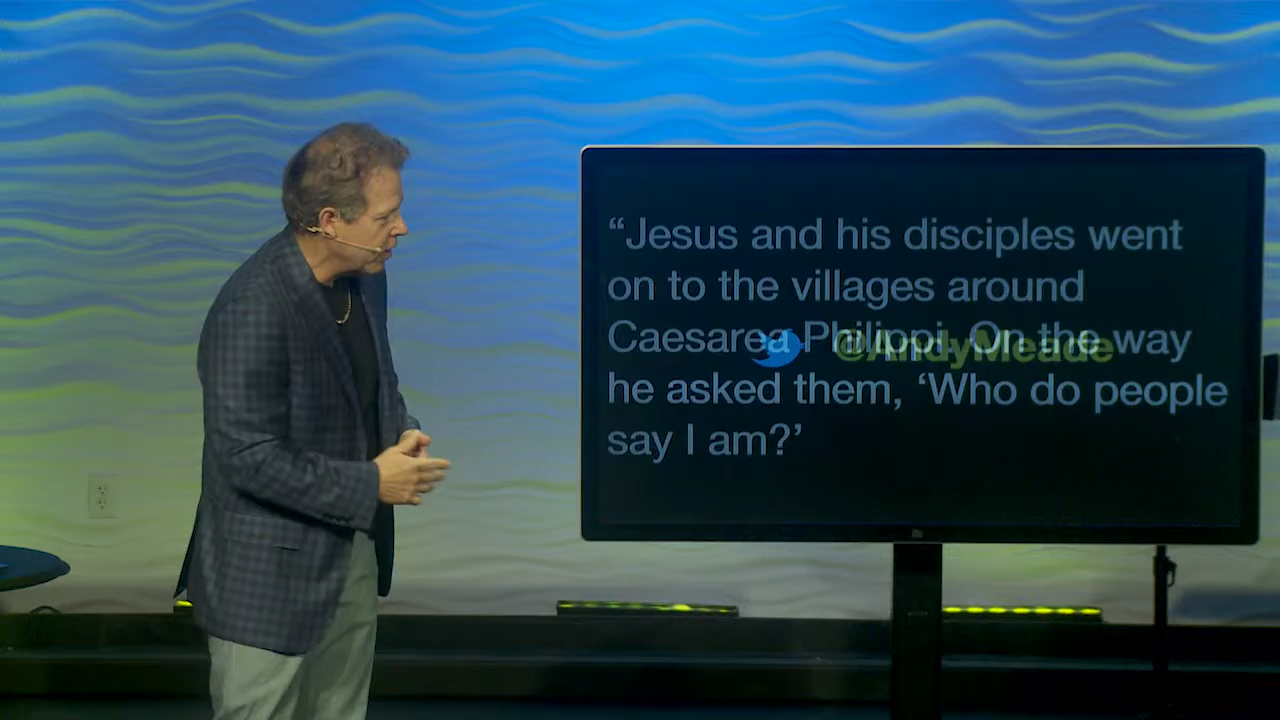 “Jesus and his disciples went
on to the villages around
Caesarea Philippi. On the way
@AndyMeade
he asked them, ‘Who do people
say I am?’